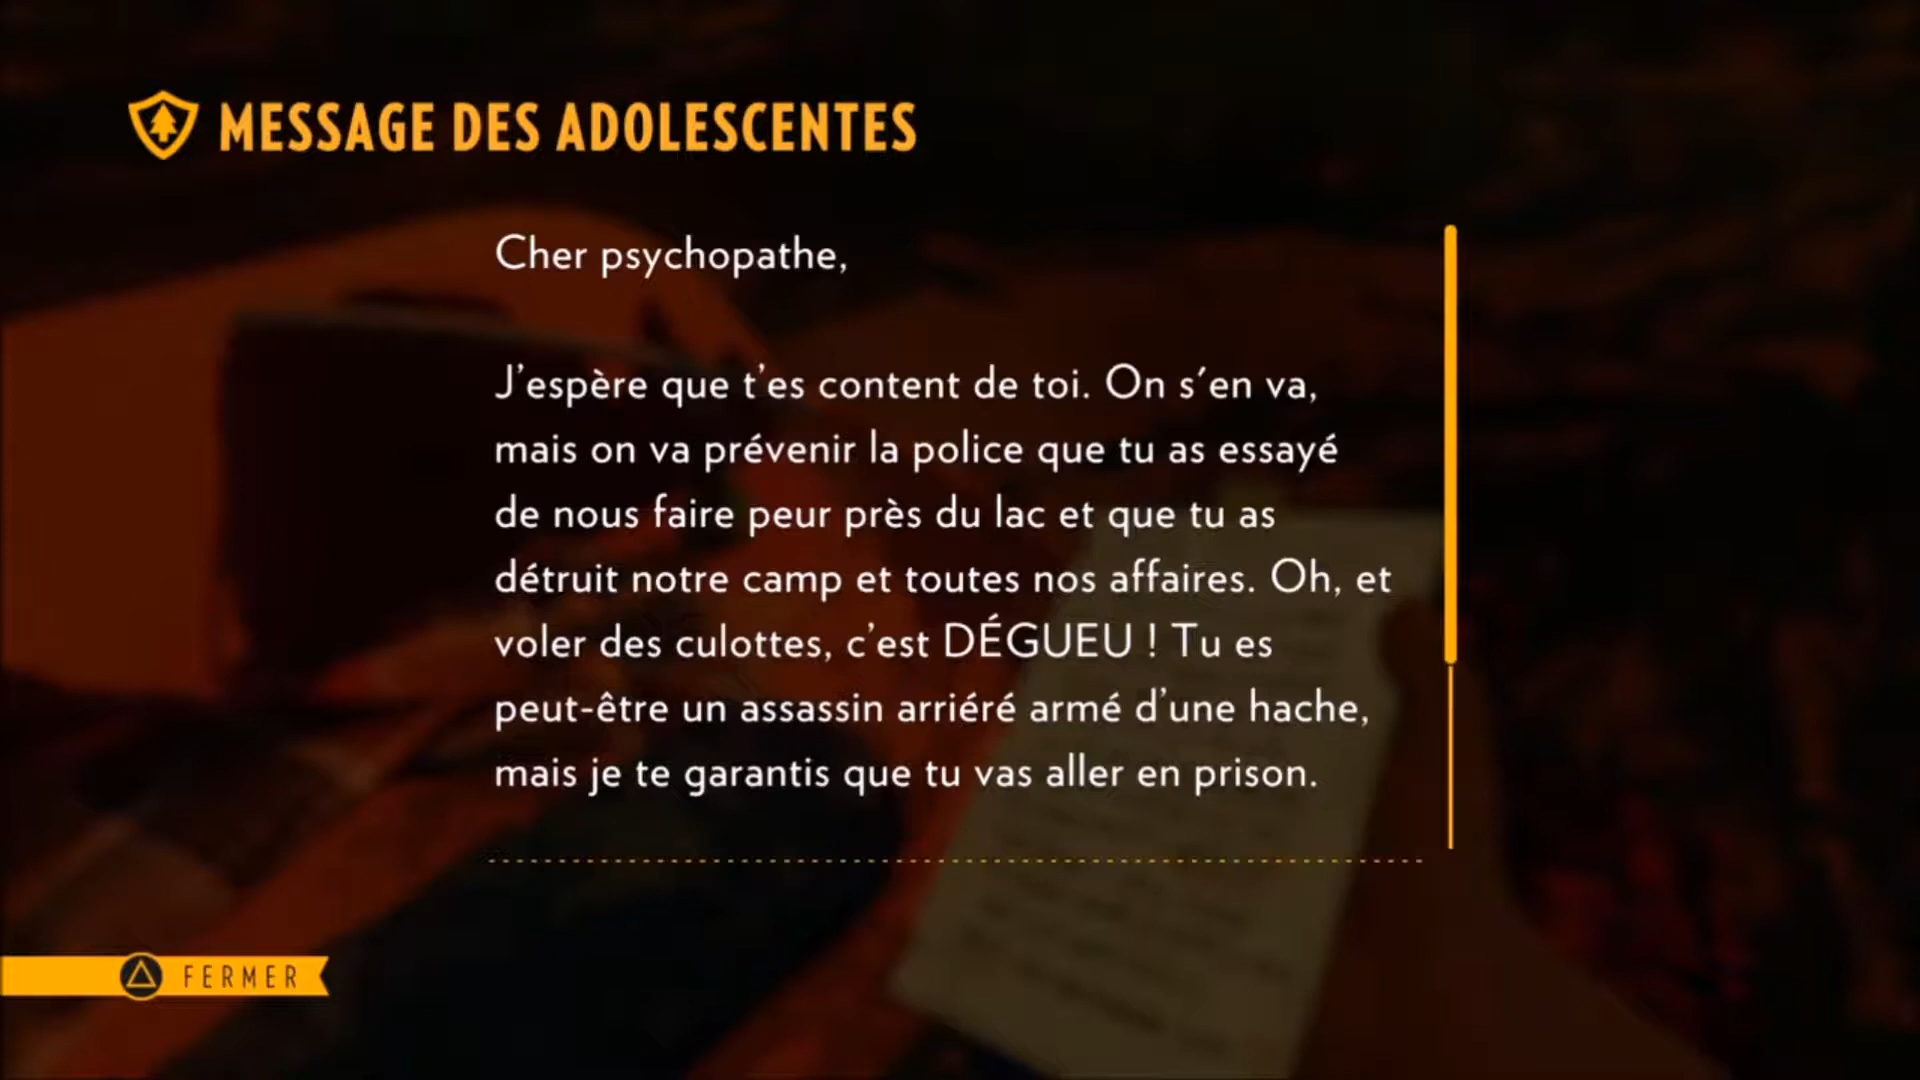 MESSAGE DES ADOLESCENTES
Cher psychopathe,
J'espère que t'es content de toi. On s'en va,
mais on va prévenir la police que tu as essayé
de nous faire peur près du lac et que tu as
détruit notre camp et toutes nos affaires. Oh, et
voler des culottes, c'est DÉGUEU ! Tu es
peut-être un assassin arriéré armé d'une hache,
mais je te garantis que tu vas aller en prison.
FERMER